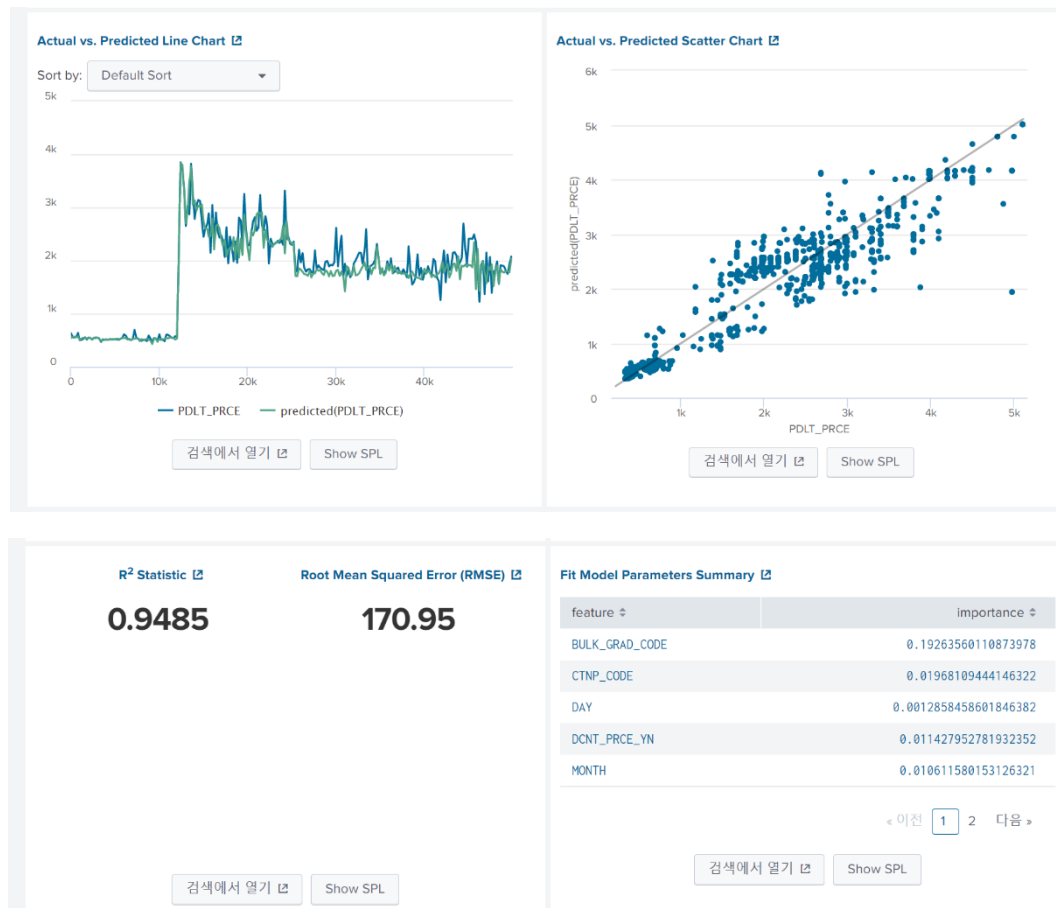 Actual vs. Predicted Line Chart
Sort by: Default Sort
5k
4k
3k
2k
1k
0
0 10k 20k 30k 40k
PDLT_PRCE predicted(PDLT_PRCE)
검색에서 열기 Show SPL
Actual vs. Predicted Scatter Chart
6k
5k
4k
3k
2k
1k
0
predicted(PDLT_PRCE)
1k 2k 3k 4k 5k
PDLT_PRCE
검색에서 열기 Show SPL
R² Statistic Root Mean Squared Error (RMSE)
0.9485 170.95
검색에서 열기 Show SPL
Fit Model Parameters Summary
feature importance
BULK_GRAD_CODE 0.19263560110873978
CTNP_CODE 0.01968109444146322
DAY 0.0012858458601846382
DCNT_PRCE_YN 0.011427952781932352
MONTH 0.010611580153126321
« 이전 1 2 다음 »
검색에서 열기 Show SPL